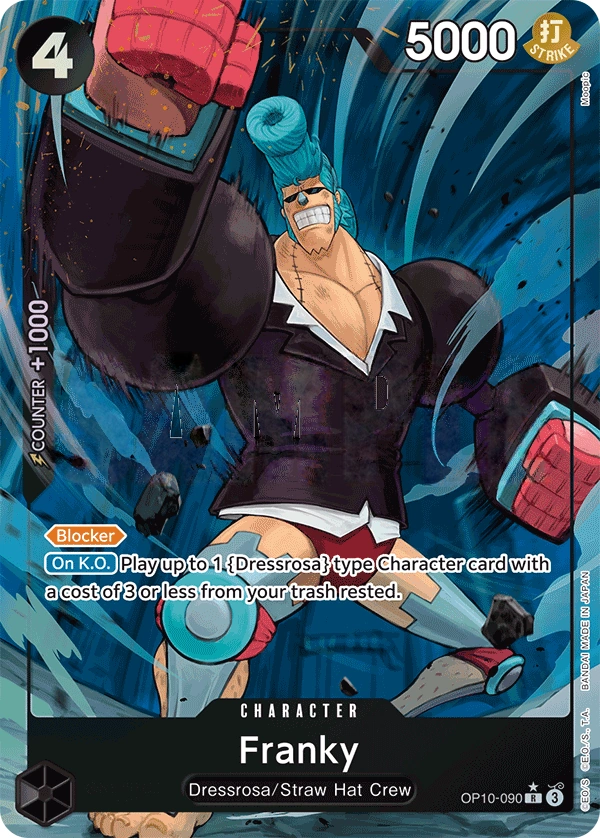 4
5000
打
STRIKE
Moopic
COUNTER +1000
Blocker
On K.O. Play up to 1 {Dressrosa} type Character card with
a cost of 3 or less from your trash rested.
BANDAI MADE IN JAPAN
©E.O/S., T.A.
©EO/S
CHARACTER
Franky
Dressrosa/Straw Hat Crew
OP10-090 R 3